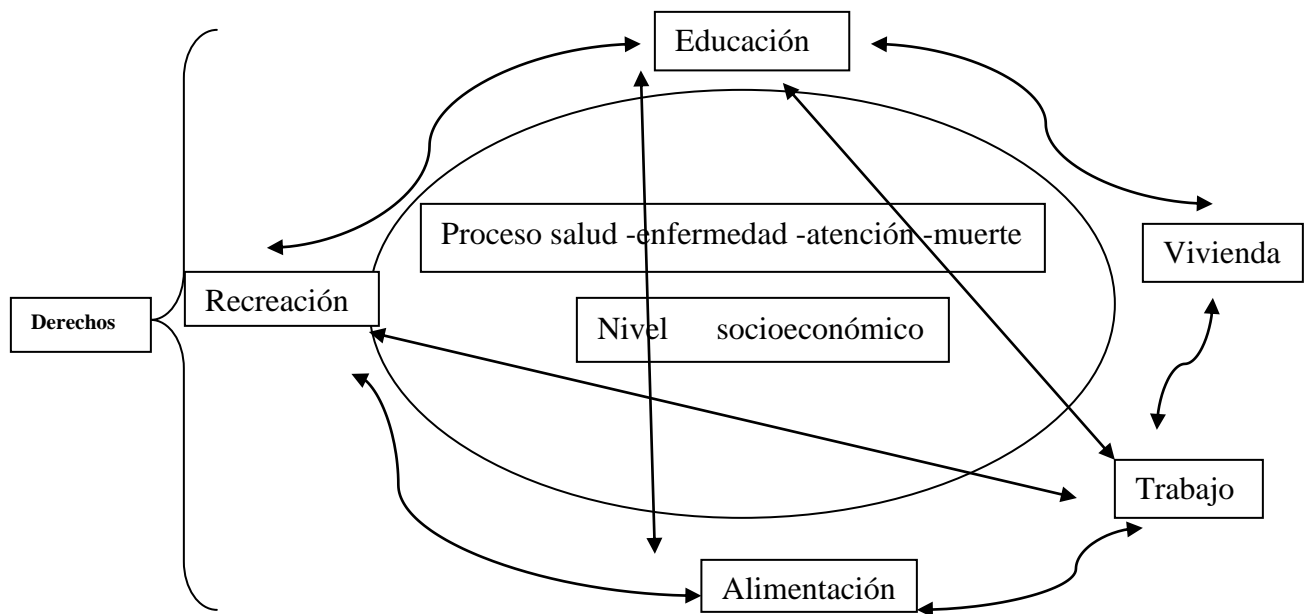 Educación
Proceso salud -enfermedad -atención -muerte
Vivienda
Recreación
Derechos
Nivel socioeconómico
Trabajo
Alimentación